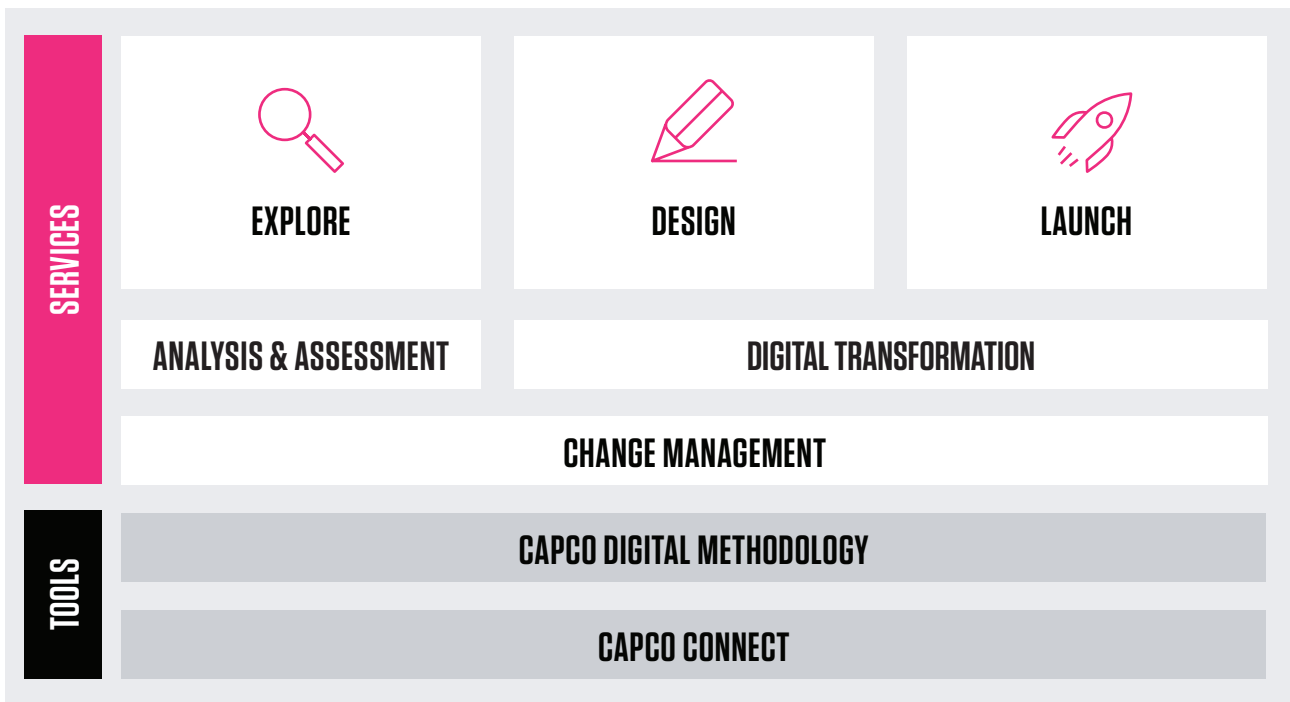 SERVICES
EXPLORE
DESIGN
LAUNCH
ANALYSIS & ASSESSMENT
DIGITAL TRANSFORMATION
CHANGE MANAGEMENT
TOOLS
CAPCO DIGITAL METHODOLOGY
CAPCO CONNECT